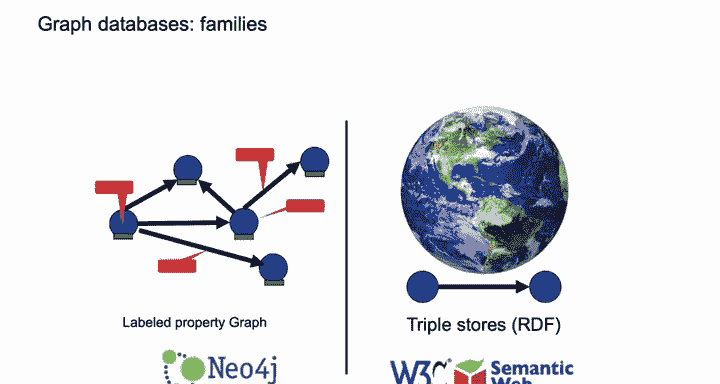 Graph databases: families
Labeled property Graph
Neo4j
Triple stores (RDF)
W3C
Semantic
Web